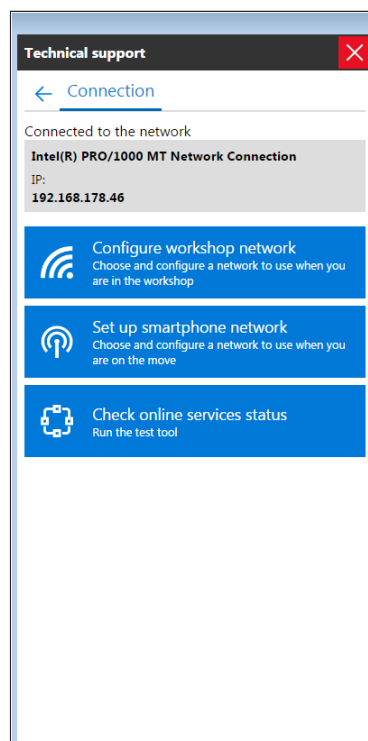 Technical support
Connection
Connected to the network
Intel(R) PRO/1000 MT Network Connection
IP:
192.168.178.46
Configure workshop network
Choose and configure a network to use when you
are in the workshop
Set up smartphone network
Choose and configure a network to use when you
are on the move
Check online services status
Run the test tool